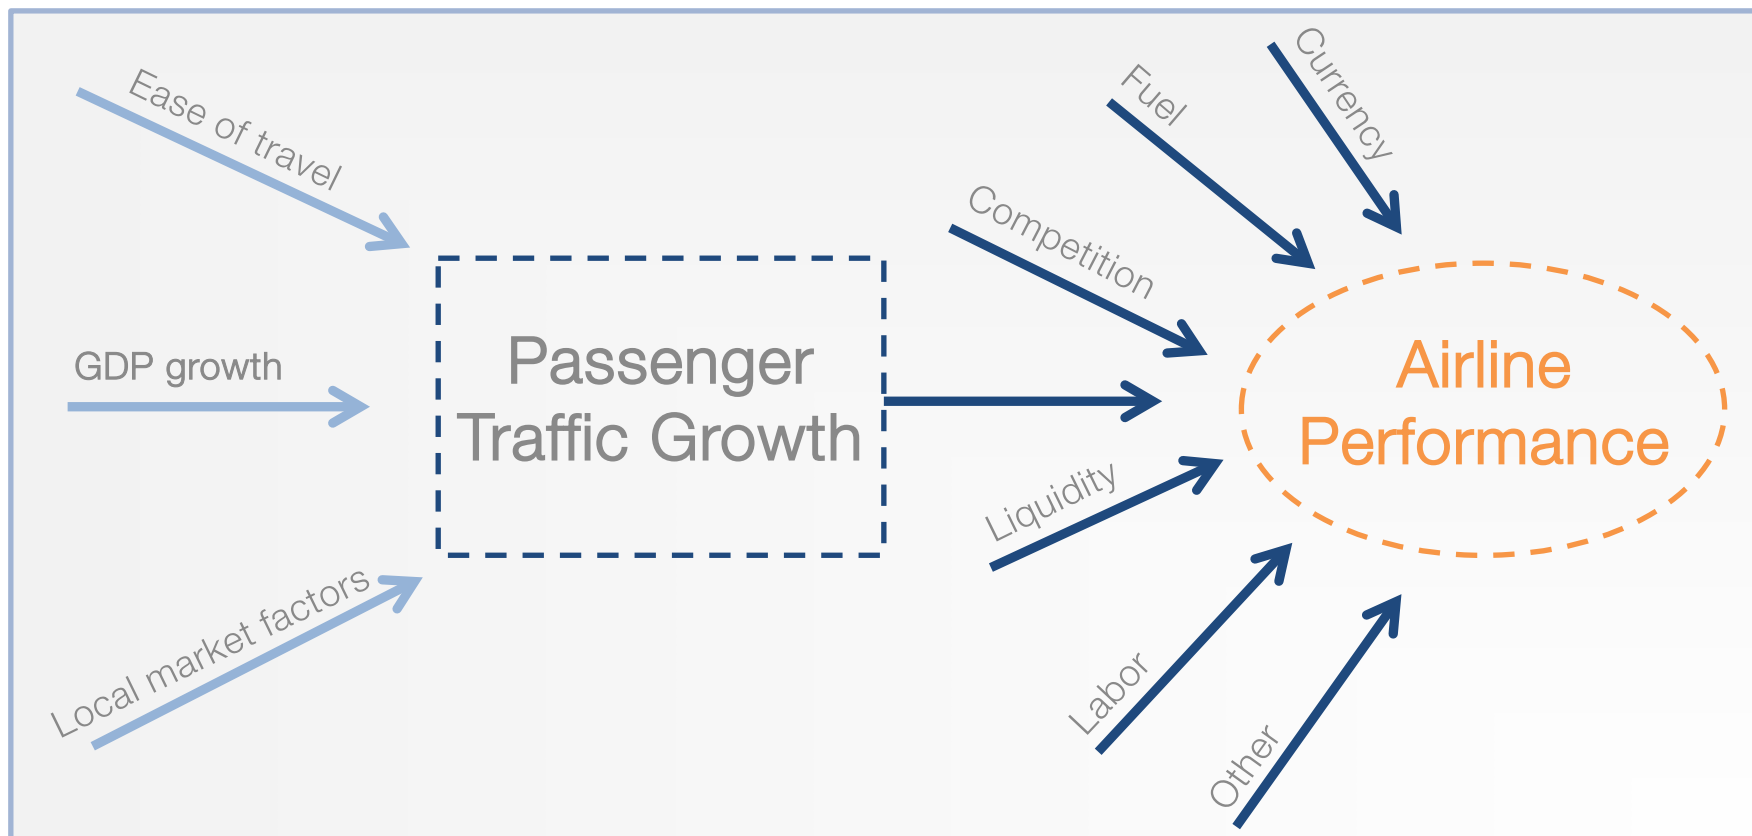 Ease of travel
GDP growth
Local market factors
Passenger
Traffic Growth
Currency
Fuel
Competition
Liquidity
Labor
Other
Airline
Performance